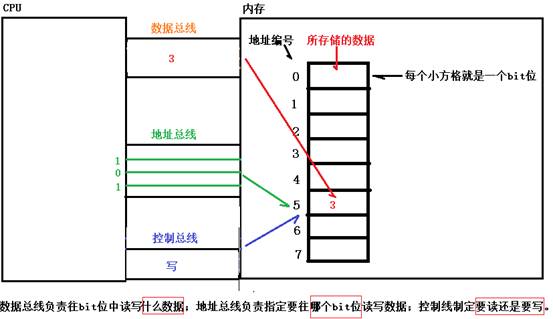 CPU
内存
数据总线
3
地址编号
所存储的数据
0
每个小方格就是一个bit位
1
2
3
4
5
3
6
7
地址总线
1
0
1
控制总线
写
数据总线负责往bit位中读写什么数据；地址总线负责指定要往哪个bit位读写数据；控制线制定要读还是要写。